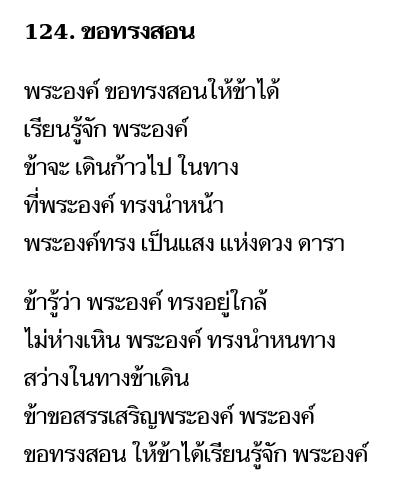 124. ขอทรงสอน
พระองค์ ขอทรงสอนให้ข้าได้
เรียนรู้จัก พระองค์
ข้าจะ เดินก้าวไป ในทาง
ที่พระองค์ ทรงนำหน้า
พระองค์ทรง เป็นแสง แห่งดวง ดารา
ข้ารู้ว่า พระองค์ ทรงอยู่ใกล้
ไม่ห่างเหิน พระองค์ ทรงนำหนทาง
สว่างในทางข้าเดิน
ข้าขอสรรเสริญพระองค์ พระองค์
ขอทรงสอน ให้ข้าได้เรียนรู้จัก พระองค์